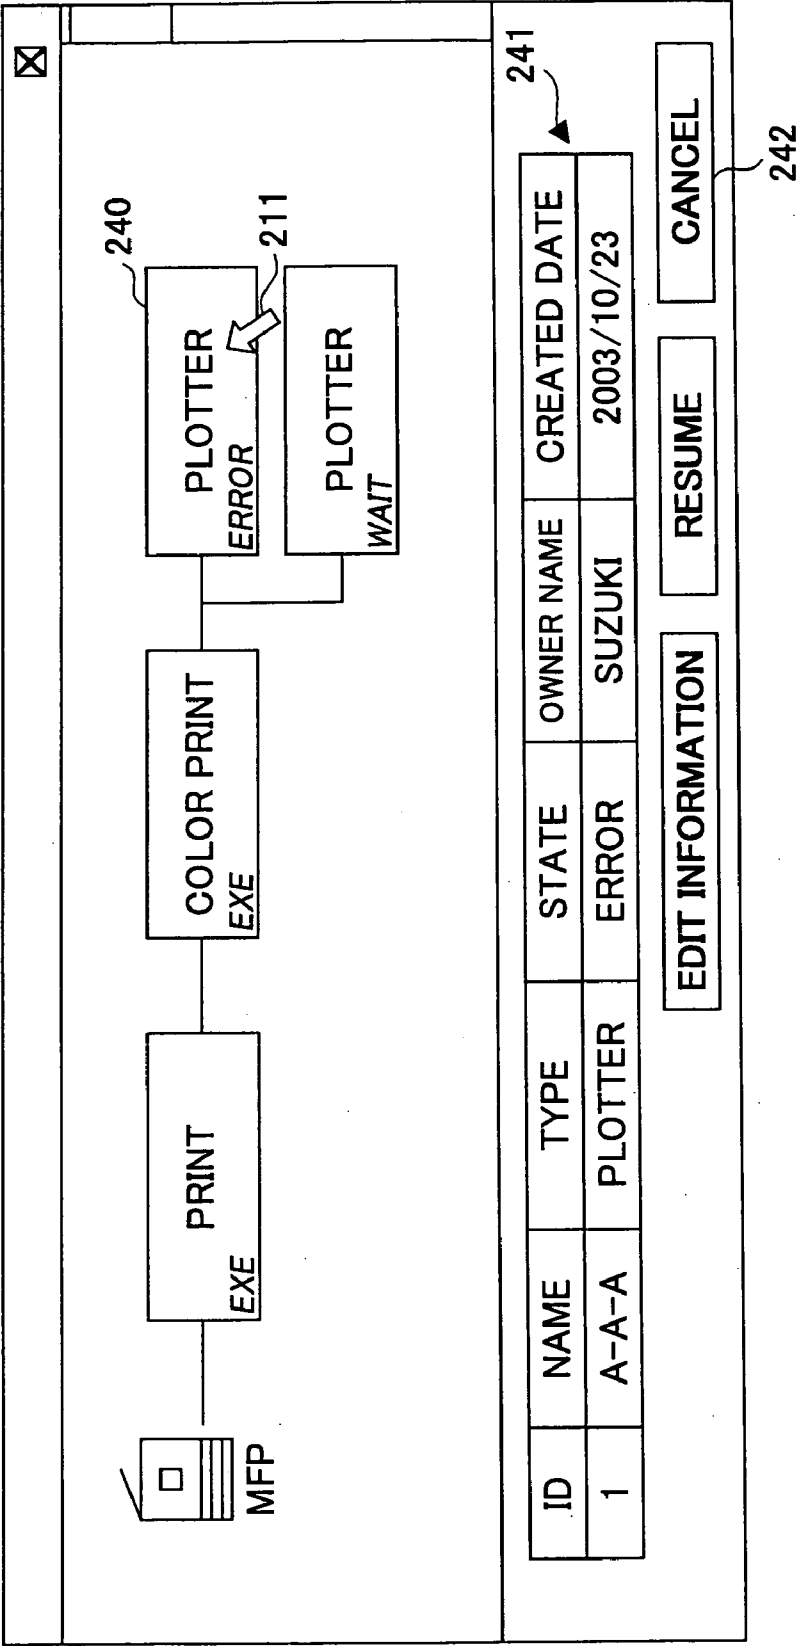 240
211
MFP
PRINT
EXE
COLOR PRINT
EXE
PLOTTER
ERROR
PLOTTER
WAIT
241
ID NAME TYPE STATE OWNER NAME CREATED DATE
1 A-A-A PLOTTER ERROR SUZUKI 2003/10/23
EDIT INFORMATION RESUME CANCEL
242